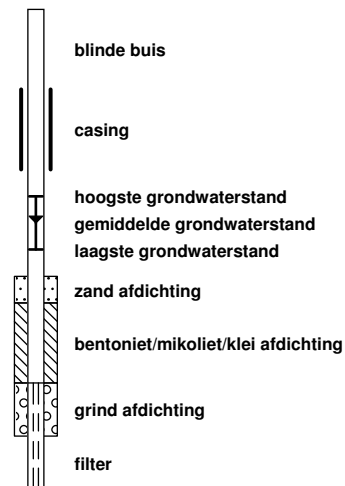 blinde buis
casing
hoogste grondwaterstand
gemiddelde grondwaterstand
laagste grondwaterstand
zand afdichting
bentoniet/mikoliet/klei afdichting
grind afdichting
filter